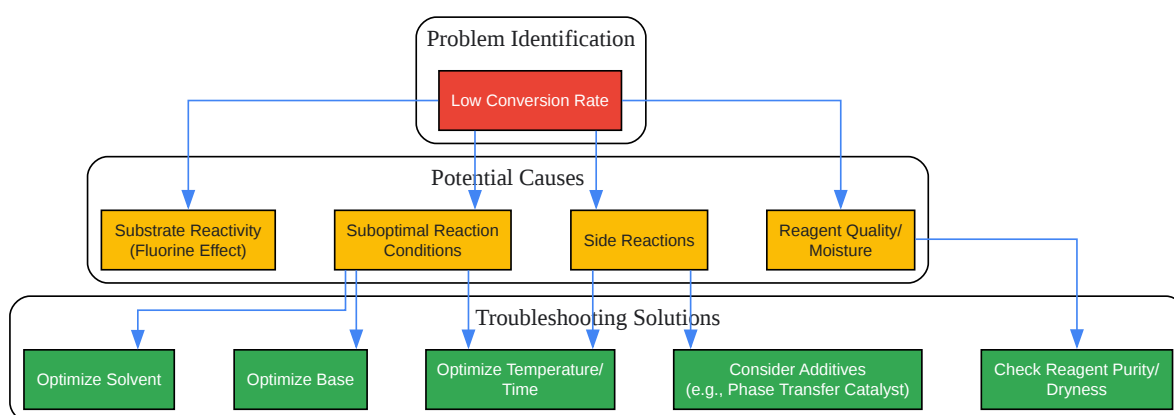 Problem Identification
Low Conversion Rate
Potential Causes
Substrate Reactivity
(Fluorine Effect)
Suboptimal Reaction
Conditions
Side Reactions
Reagent Quality/
Moisture
Troubleshooting Solutions
Optimize Solvent
Optimize Base
Optimize Temperature/
Time
Consider Additives
(e.g., Phase Transfer Catalyst)
Check Reagent Purity/
Dryness